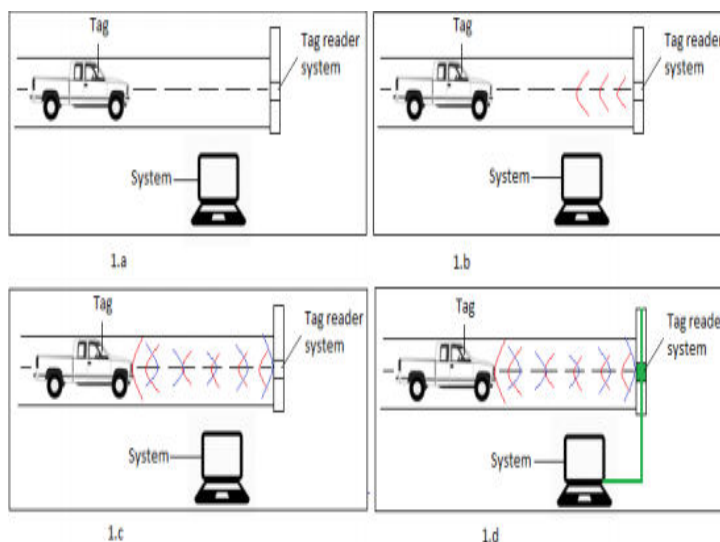 Tag
Tag reader
system
System
1.a
Tag
Tag reader
system
System
1.b
Tag
Tag reader
system
System
1.c
Tag
Tag reader
system
System
1.d